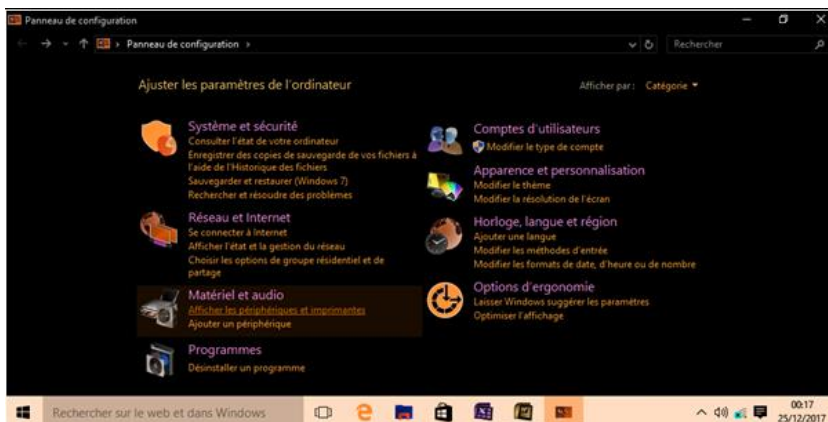 Panneau de configuration
Panneau de configuration
Rechercher
Ajuster les paramètres de l'ordinateur
Afficher par : Catégorie
Système et sécurité
Consulter l'état de votre ordinateur
Enregistrer des copies de sauvegarde de vos fichiers à
l'aide de l'Historique des fichiers
Sauvegarder et restaurer (Windows 7)
Rechercher et résoudre des problèmes
Réseau et Internet
Se connecter à Internet
Afficher l'état et la gestion du réseau
Choisir les options de groupe résidentiel et de
partage
Matériel et audio
Afficher les périphériques et imprimantes
Ajouter un périphérique
Programmes
Désinstaller un programme
Comptes d'utilisateurs
Modifier le type de compte
Apparence et personnalisation
Modifier le thème
Modifier la résolution de l'écran
Horloge, langue et région
Ajouter une langue
Modifier les méthodes d'entrée
Modifier les formats de date, d'heure ou de nombre
Options d'ergonomie
Laisser Windows suggérer les paramètres
Optimiser l'affichage
Rechercher sur le web et dans Windows
00:17
25/12/2017